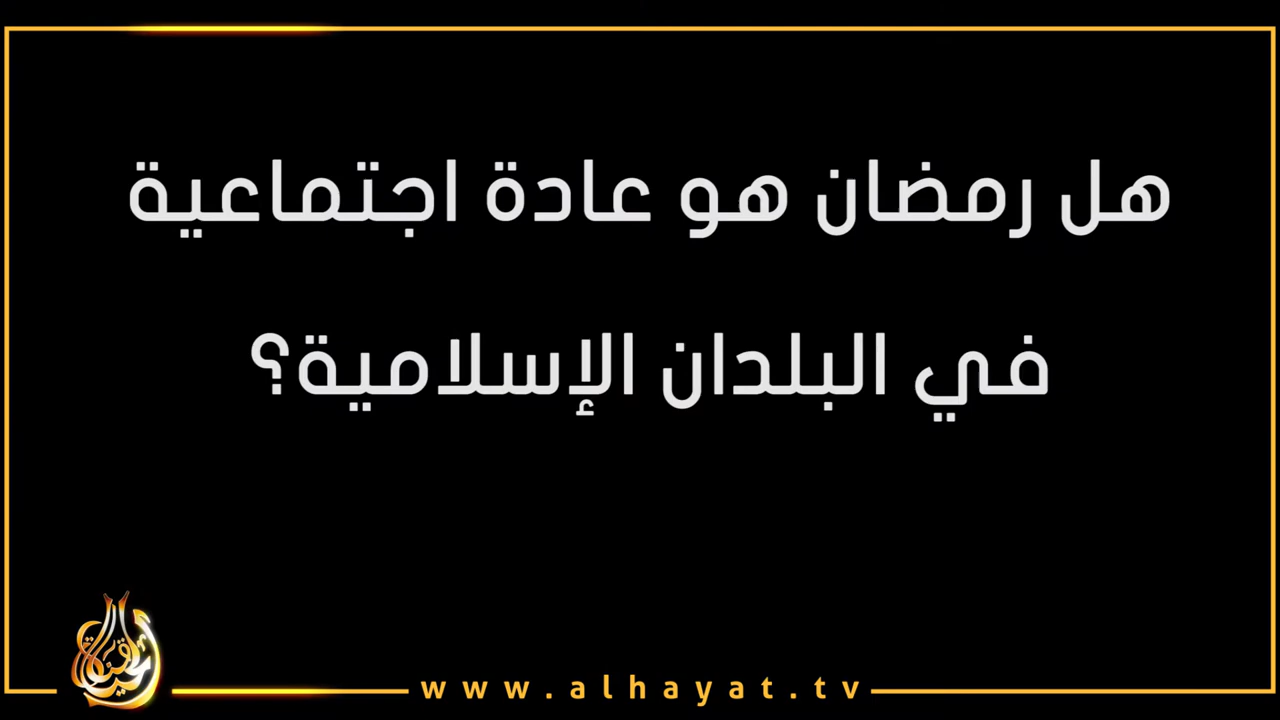 هل رمضان هو عادة اجتماعية
في البلدان الإسلامية؟
www.alhayat.tv